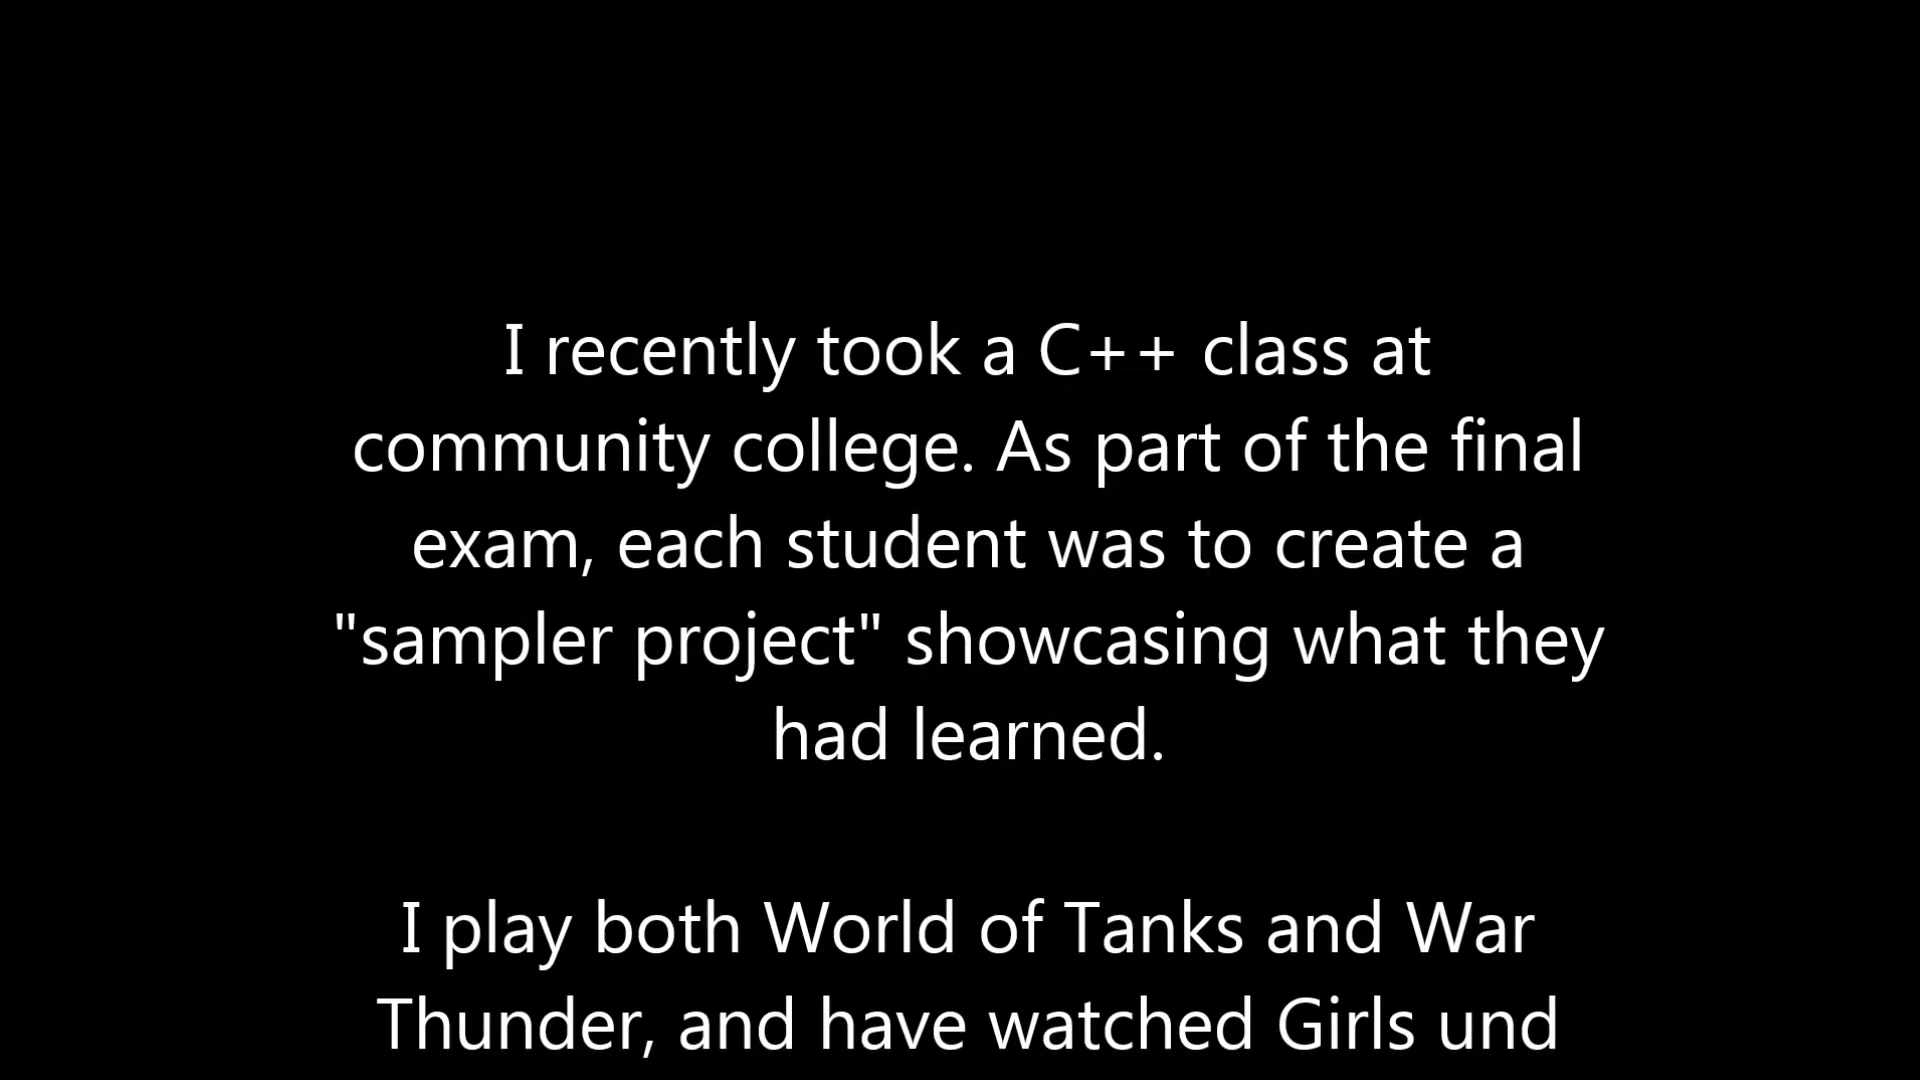 I recently took a C++ class at
community college. As part of the final
exam, each student was to create a
"sampler project" showcasing what they
had learned.
I play both World of Tanks and War
Thunder, and have watched Girls und